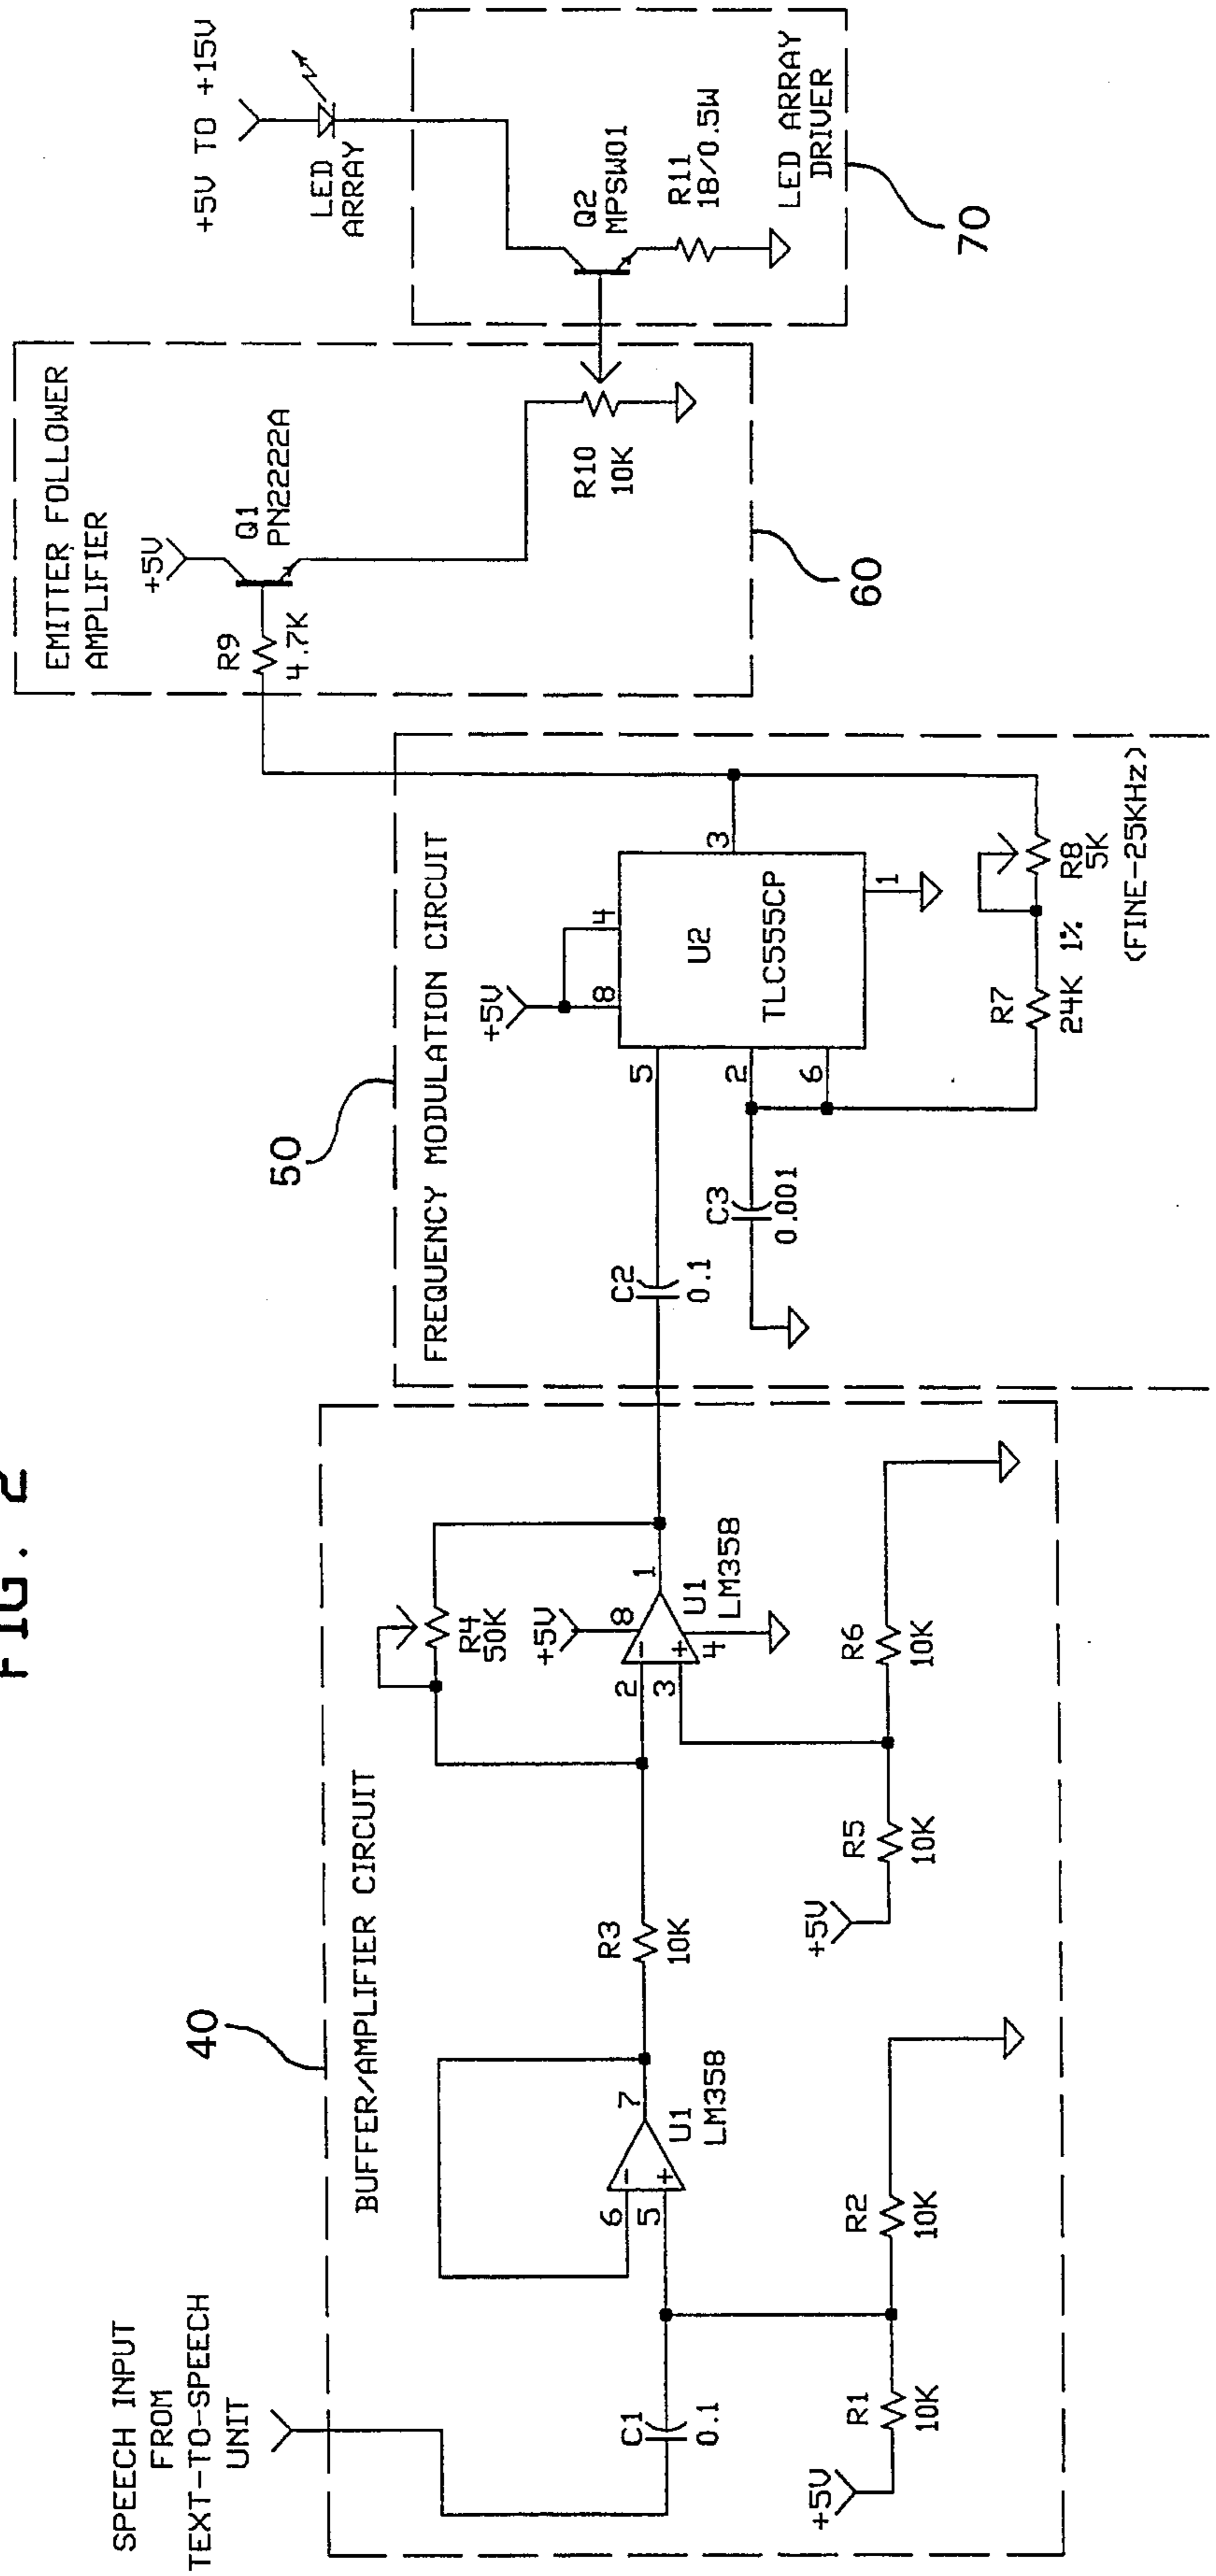 FIG. 2
SPEECH INPUT
FROM
TEXT-TO-SPEECH
UNIT
40
BUFFER/AMPLIFIER CIRCUIT
C1
0.1
+5V
R1
10K
R2
10K
6
5
7
U1
LM358
R3
10K
R4
50K
+5V
8
2
3
4
1
U1
LM358
+5V
R5
10K
R6
10K
50
FREQUENCY MODULATION CIRCUIT
C2
0.1
C3
0.001
+5V
8
4
5
2
6
3
1
U2
TLC555CP
R7
24K 1%
R8
5K
(FINE-25KHz)
EMITTER FOLLOWER
AMPLIFIER
R9
4.7K
+5V
Q1
PN2222A
R10
10K
60
+5V TO +15V
LED
ARRAY
Q2
MPSW01
R11
18/0.5W
LED ARRAY
DRIVER
70